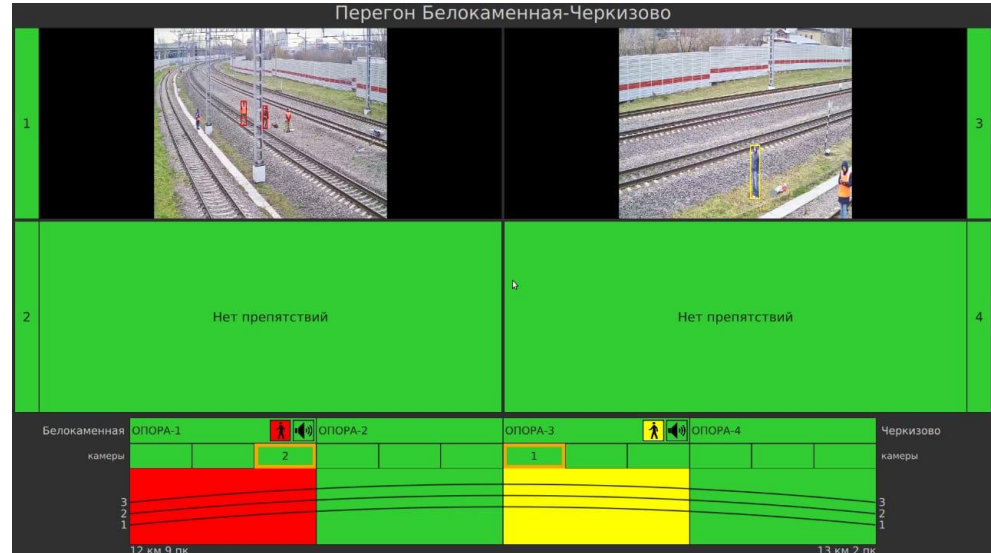 Перегон Белокаменная-Черкизово
1
3
2
Нет препятствий
Нет препятствий
4
Белокаменная ОПОРА-1 ОПОРА-2 ОПОРА-3 ОПОРА-4 Черкизово
камеры 2 1 камеры
3 3
2 2
1 1
12 км 9 пк 13 км 2 пк